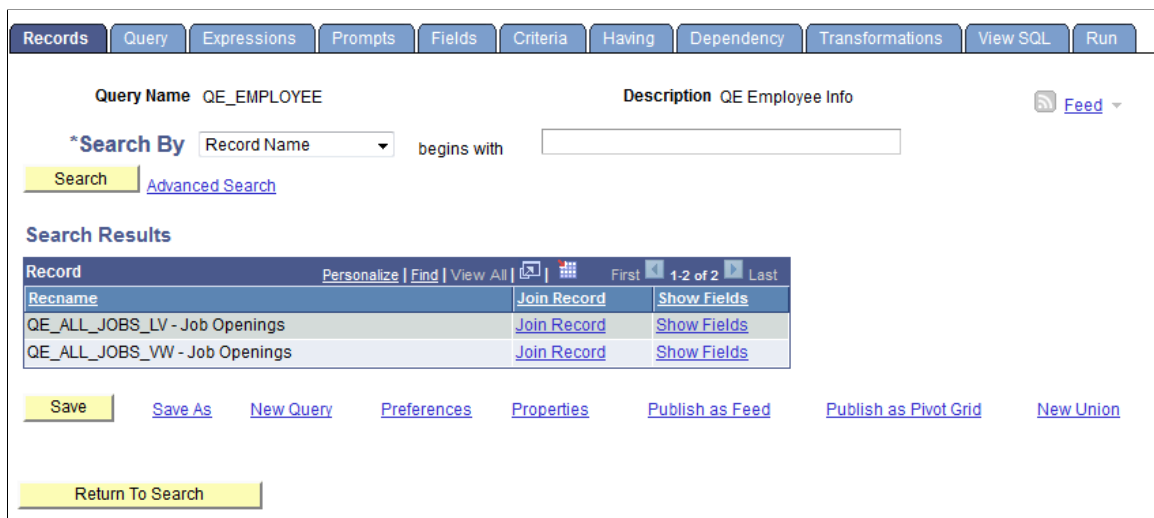 Records Query Expressions Prompts Fields Criteria Having Dependency Transformations View SQL Run
Query Name QE_EMPLOYEE Description QE Employee Info Feed
*Search By Record Name begins with
Search Advanced Search
Search Results
Record Personalize | Find | View All | | First 1-2 of 2 Last
Recname Join Record Show Fields
QE_ALL_JOBS_LV - Job Openings Join Record Show Fields
QE_ALL_JOBS_VW - Job Openings Join Record Show Fields
Save Save As New Query Preferences Properties Publish as Feed Publish as Pivot Grid New Union
Return To Search